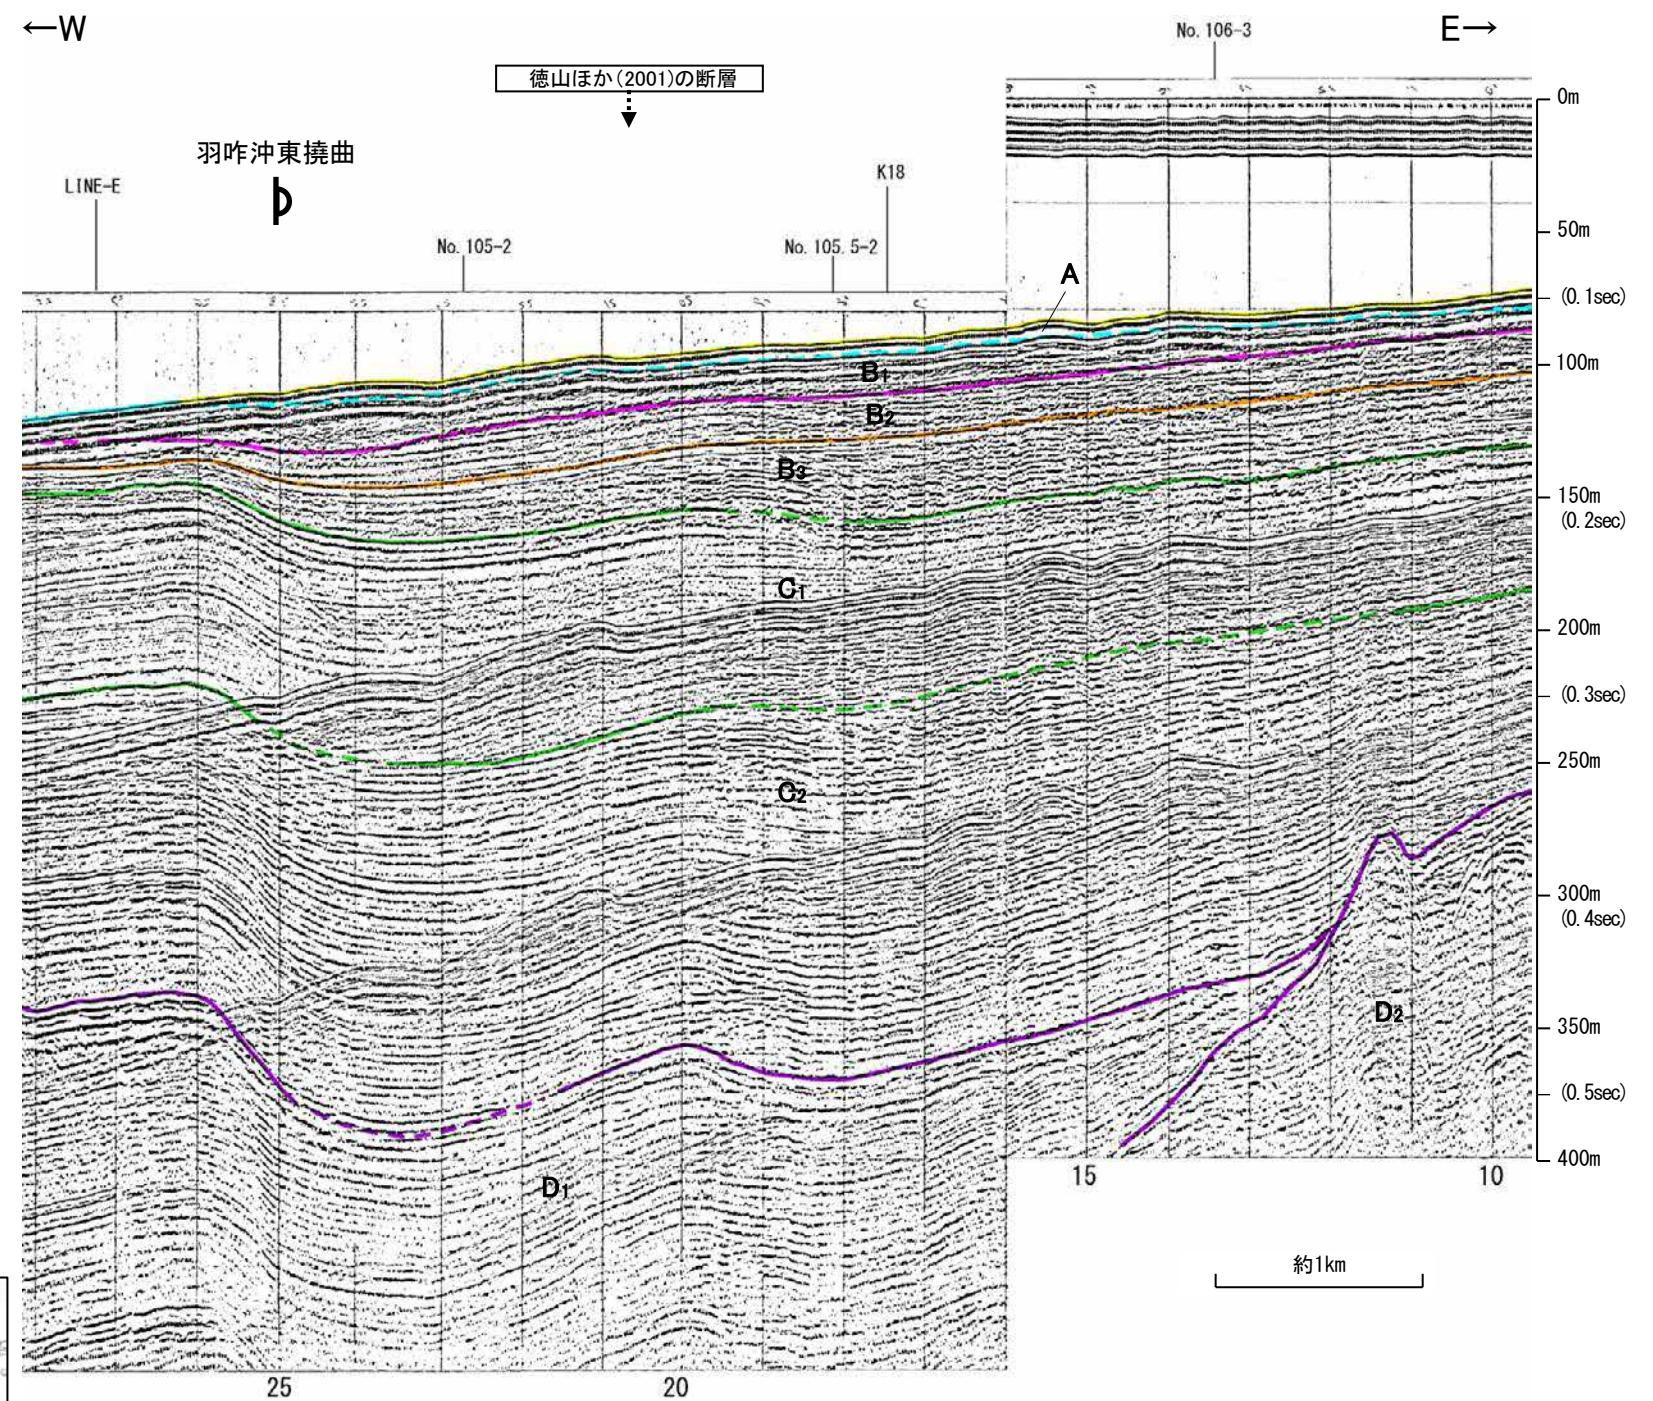 ←W
E→
No. 106-3
徳山ほか(2001)の断層
羽咋沖東撓曲
LINE-E
K18
No. 105-2
No. 105. 5-2
A
0m
50m
(0.1sec)
100m
150m
(0.2sec)
200m
(0.3sec)
250m
300m
(0.4sec)
350m
(0.5sec)
400m
B1
B2
B3
C1
C2
D2
D1
15
10
25
20
約1km